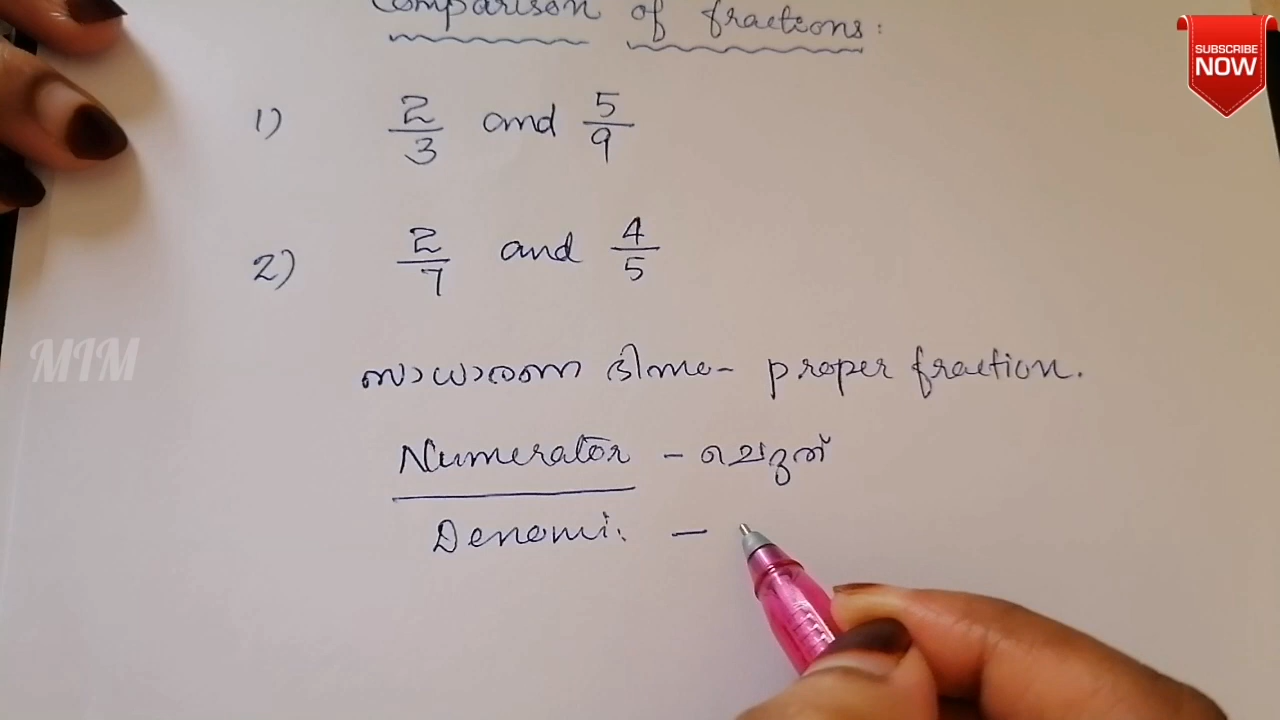 Comparison of fractions:
SUBSCRIBE
NOW
1) 2/3 and 5/9
2) 2/7 and 4/5
MIM
സാധാരണ ഭിന്നം - proper fraction.
Numerator - ചെറുത്
Denomi: -